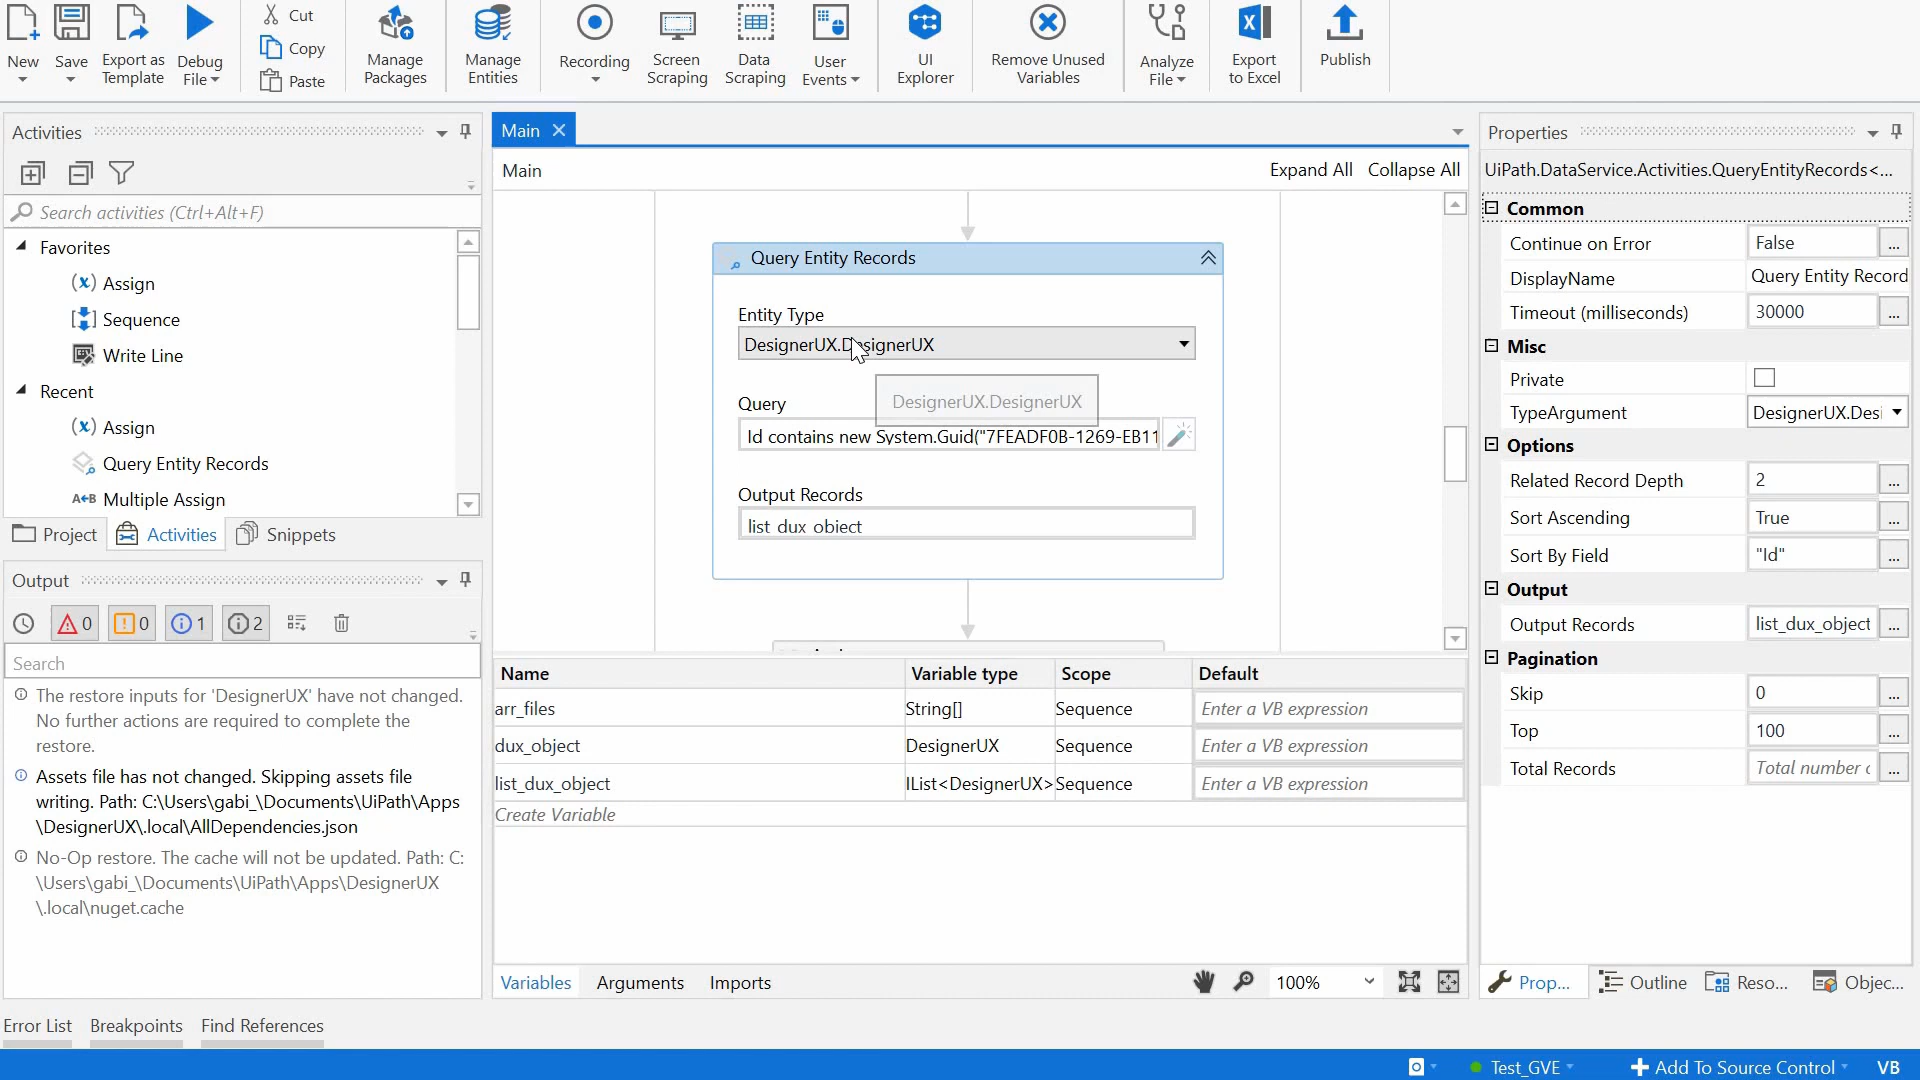 New
Save
Export as
Template
Debug
File
Cut
Copy
Paste
Manage
Packages
Manage
Entities
Recording
Screen
Scraping
Data
Scraping
User
Events
UI
Explorer
Remove Unused
Variables
Analyze
File
Export
to Excel
Publish
Activities
Search activities (Ctrl+Alt+F)
Favorites
Assign
Sequence
Write Line
Recent
Assign
Query Entity Records
Multiple Assign
Project
Activities
Snippets
Output
0
0
1
2
Search
The restore inputs for 'DesignerUX' have not changed.
No further actions are required to complete the
restore.
Assets file has not changed. Skipping assets file
writing. Path: C:\Users\gabi_\Documents\UiPath\Apps
\DesignerUX\.local\AllDependencies.json
No-Op restore. The cache will not be updated. Path: C:
\Users\gabi_\Documents\UiPath\Apps\DesignerUX
\.local\nuget.cache
Main
Main
Expand All
Collapse All
Query Entity Records
Entity Type
DesignerUX.DesignerUX
DesignerUX.DesignerUX
Query
Id contains new System.Guid("7FEADF0B-1269-EB11
Output Records
list_dux_object
Name Variable type Scope Default
arr_files String[] Sequence Enter a VB expression
dux_object DesignerUX Sequence Enter a VB expression
list_dux_object IList<DesignerUX> Sequence Enter a VB expression
Create Variable
Variables
Arguments
Imports
100%
Properties
UiPath.DataService.Activities.QueryEntityRecords<...
Common
Continue on Error False ...
DisplayName Query Entity Record
Timeout (milliseconds) 30000 ...
Misc
Private
TypeArgument DesignerUX.Desi
Options
Related Record Depth 2 ...
Sort Ascending True ...
Sort By Field "Id" ...
Output
Output Records list_dux_object ...
Pagination
Skip 0 ...
Top 100 ...
Total Records Total number ...
Prop...
Outline
Reso...
Objec...
Error List
Breakpoints
Find References
Test_GVE
Add To Source Control
VB